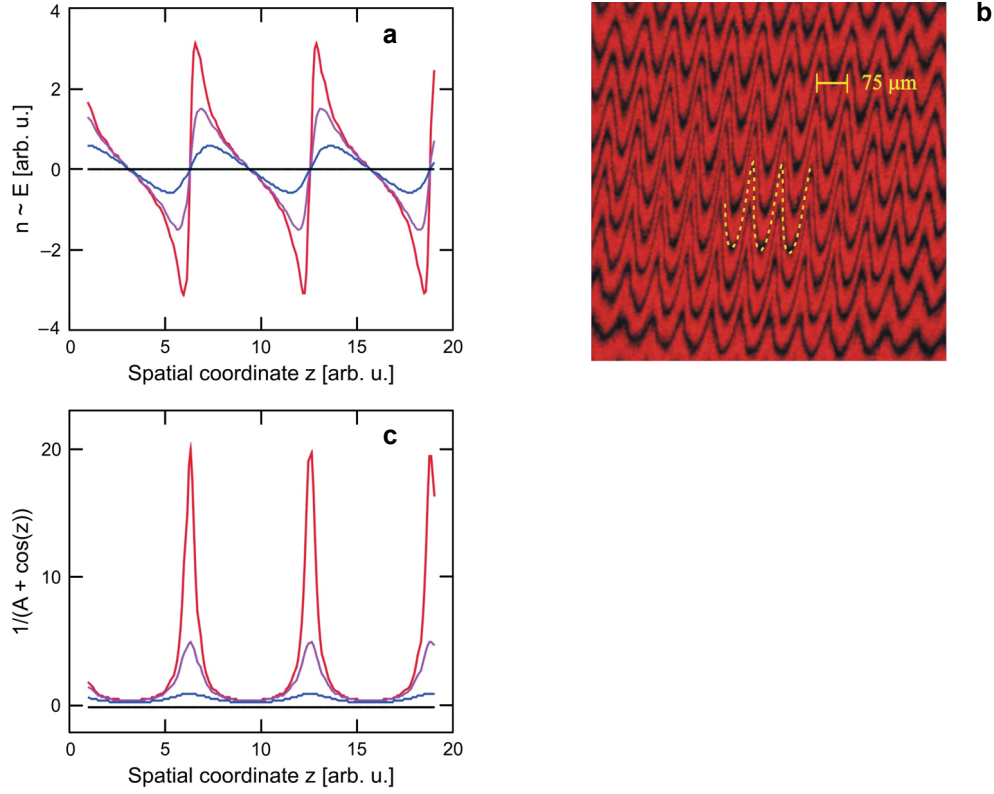 a
4
2
0
−2
−4
n ~ E [arb. u.]
0 5 10 15 20
Spatial coordinate z [arb. u.]
b
75 μm
c
20
10
0
1/(A + cos(z))
0 5 10 15 20
Spatial coordinate z [arb. u.]